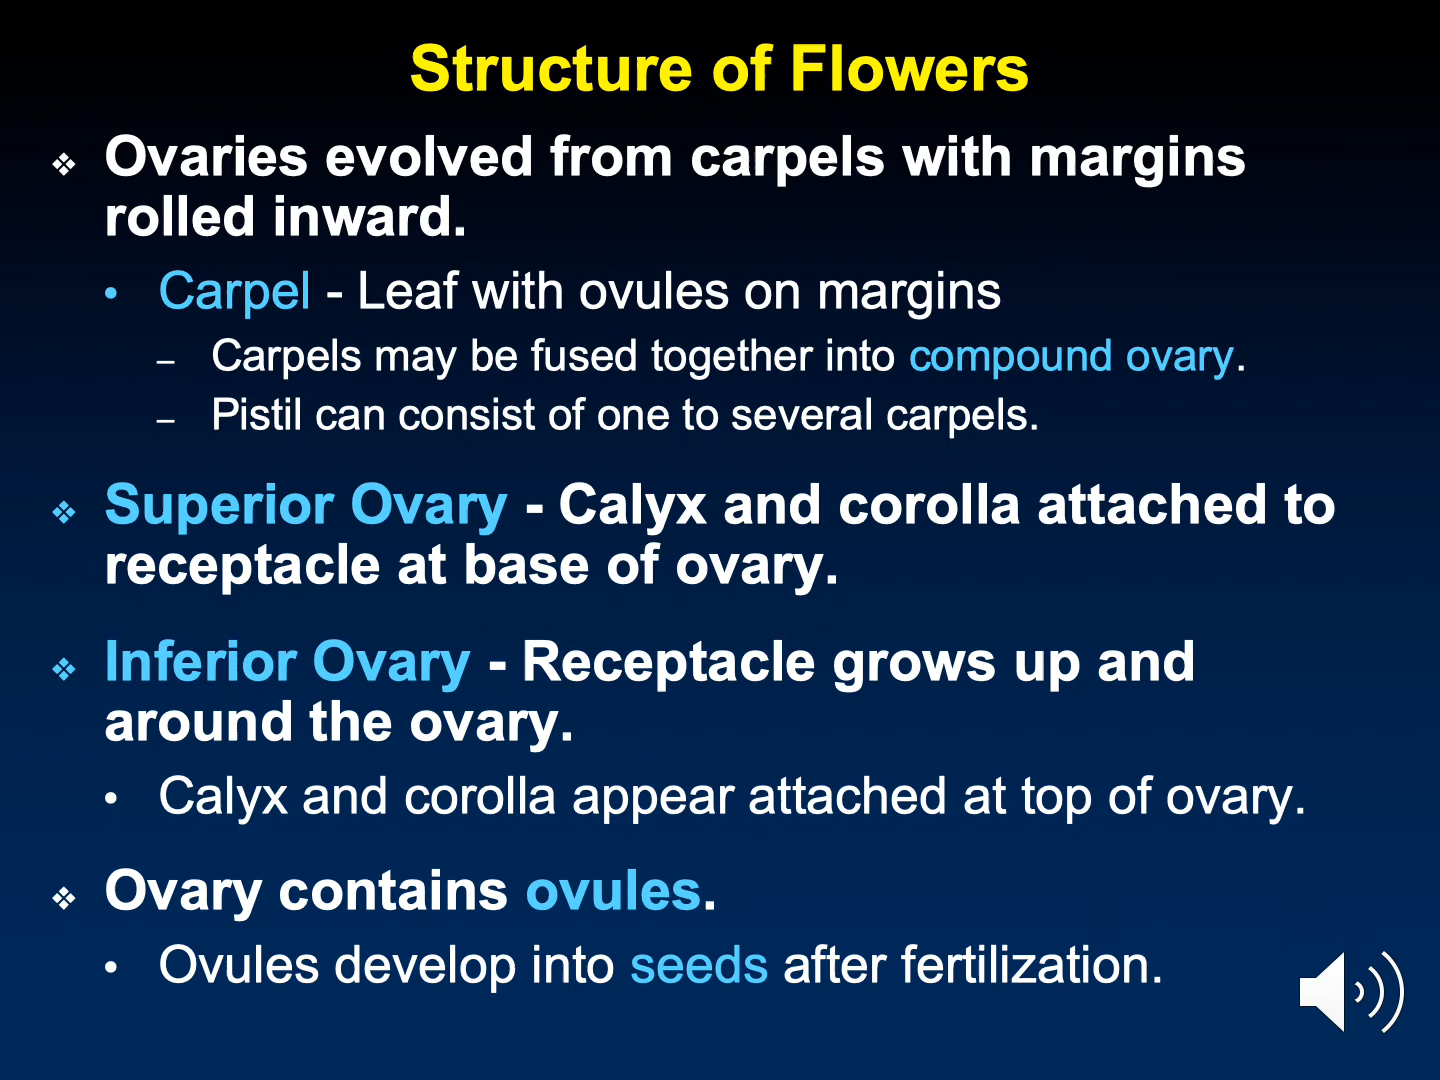 Structure of Flowers
❖ Ovaries evolved from carpels with margins
rolled inward.
• Carpel - Leaf with ovules on margins
– Carpels may be fused together into compound ovary.
– Pistil can consist of one to several carpels.
❖ Superior Ovary - Calyx and corolla attached to
receptacle at base of ovary.
❖ Inferior Ovary - Receptacle grows up and
around the ovary.
• Calyx and corolla appear attached at top of ovary.
❖ Ovary contains ovules.
• Ovules develop into seeds after fertilization.